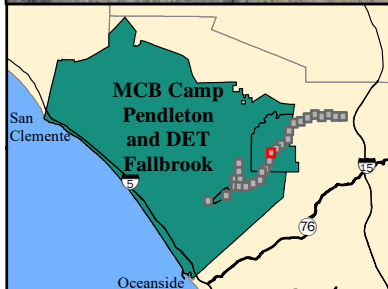 MCB Camp
Pendleton
and DET
Fallbrook
San
Clemente
5
15
76
Oceanside